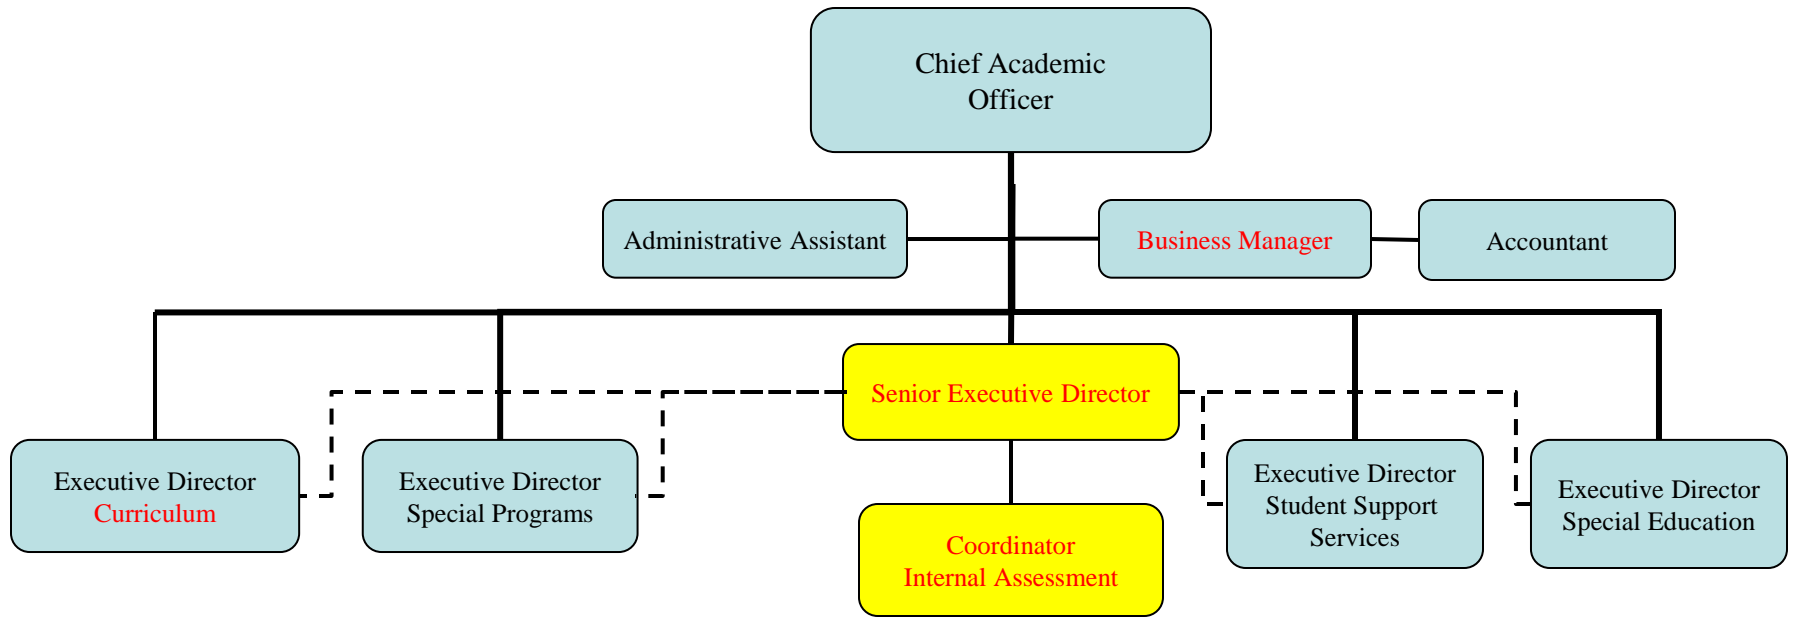 Chief Academic
Officer
Administrative Assistant
Business Manager
Accountant
Senior Executive Director
Executive Director
Curriculum
Executive Director
Special Programs
Executive Director
Student Support
Services
Executive Director
Special Education
Coordinator
Internal Assessment